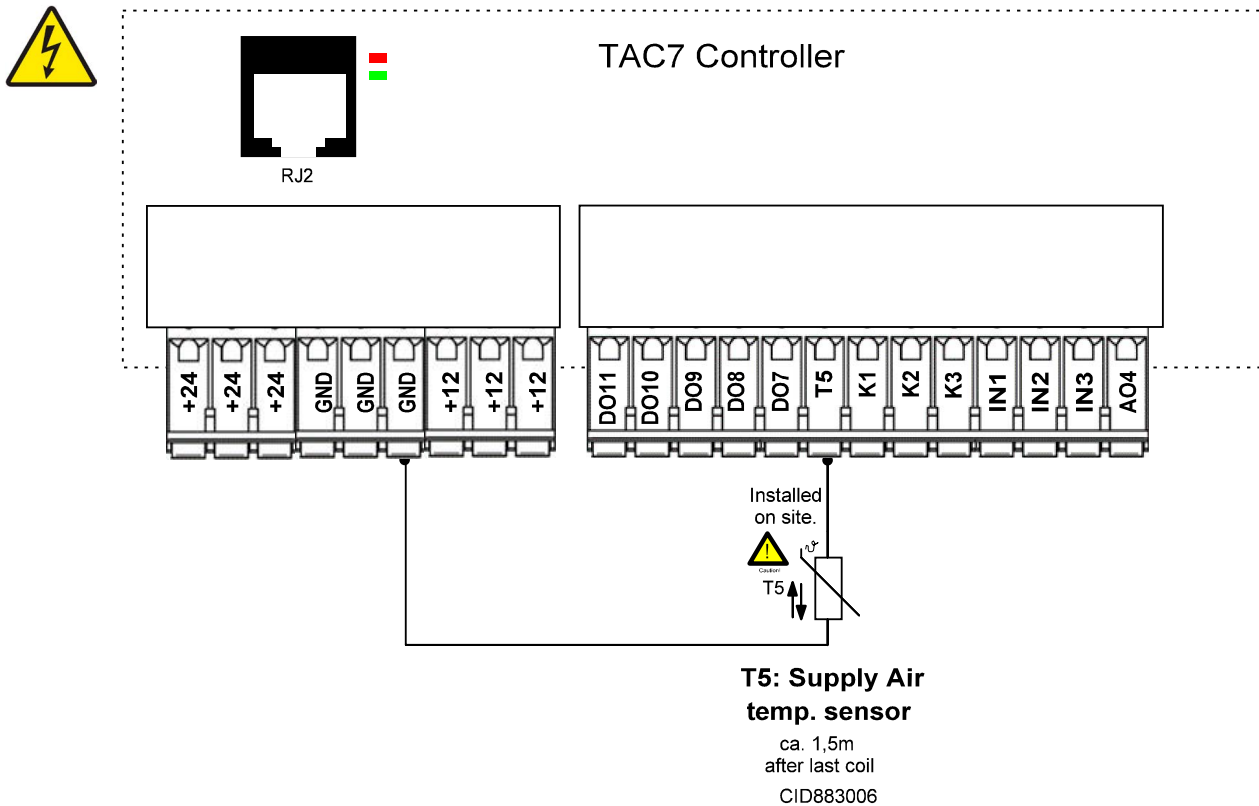 TAC7 Controller
RJ2
+24
+24
+24
GND
GND
GND
+12
+12
+12
DO11
DO10
DO9
DO8
DO7
T5
K1
K2
K3
IN1
IN2
IN3
AO4
Installed
on site.
!
Caution!
ϑ
T5
T5: Supply Air
temp. sensor
ca. 1,5m
after last coil
CID883006